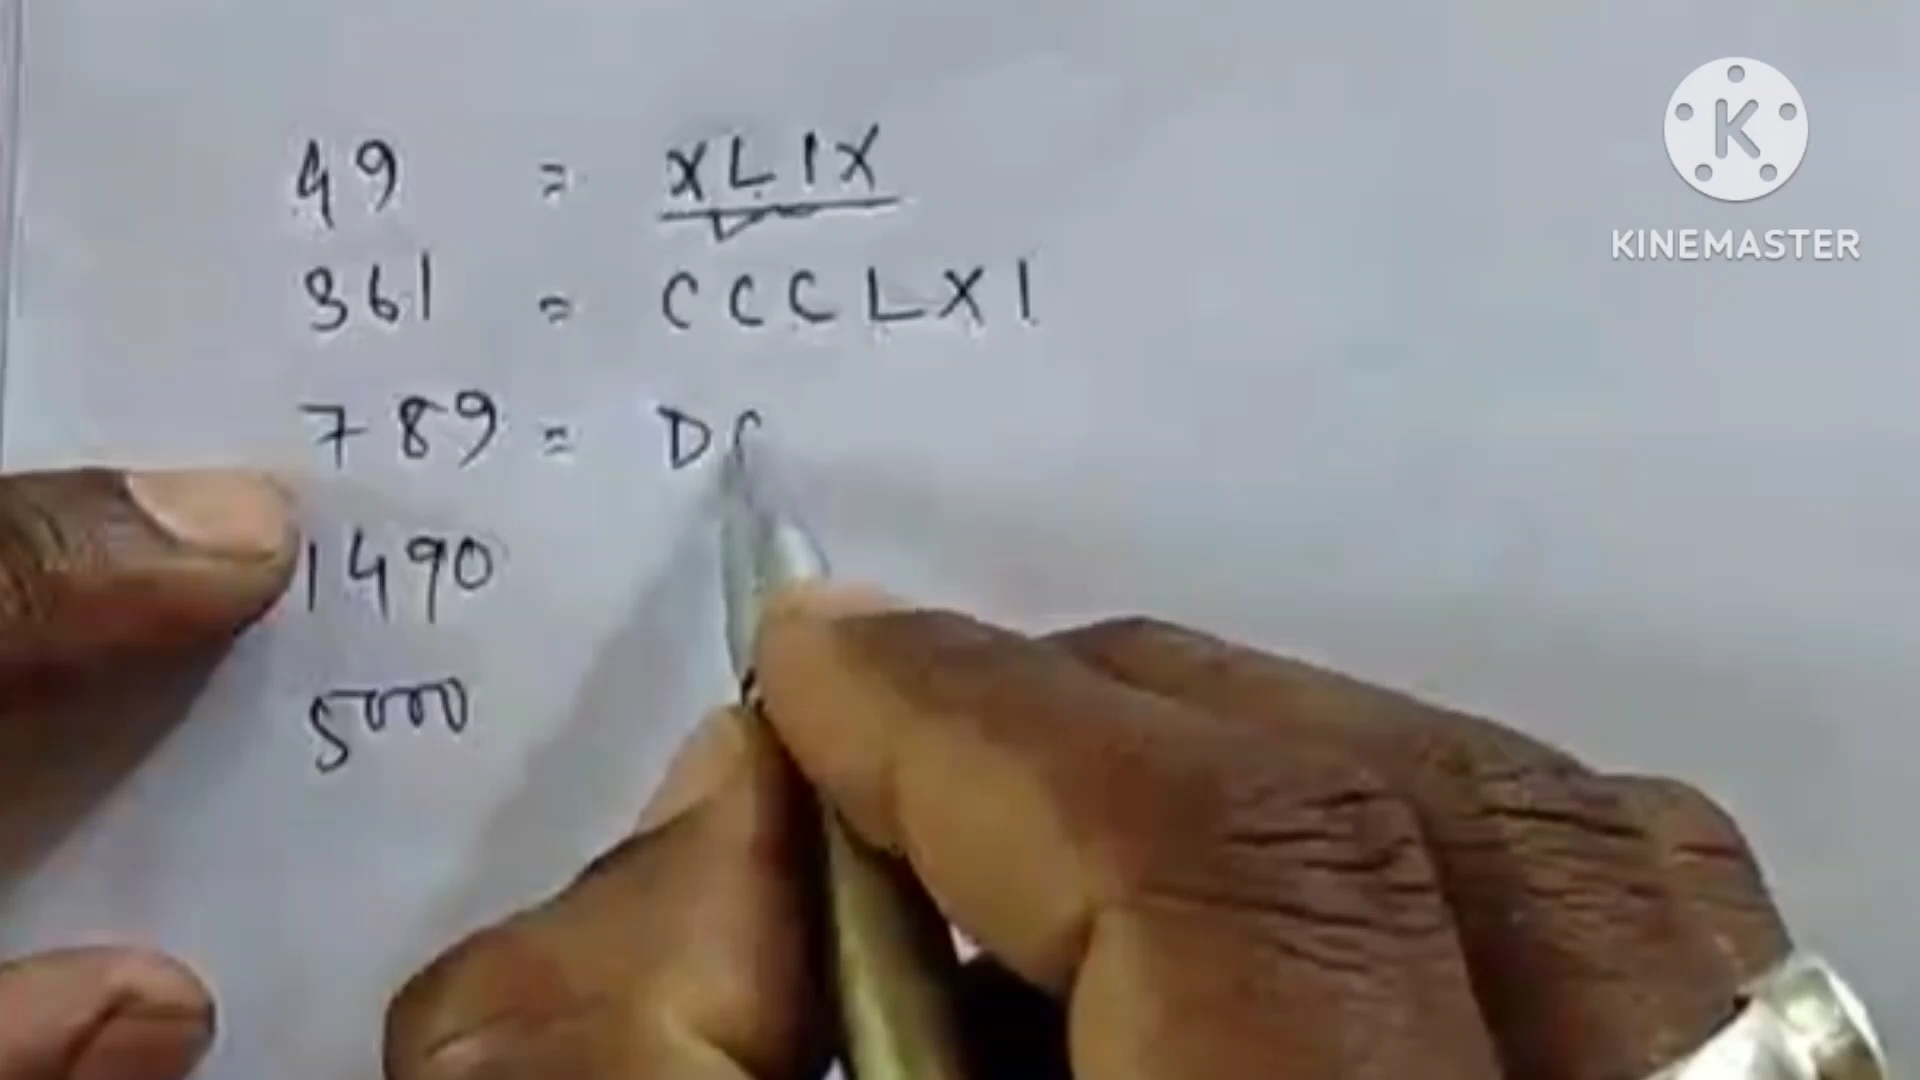 49 = XLIX
361 = CCCLXI
789 = DC
1490
5000
K
KINEMASTER